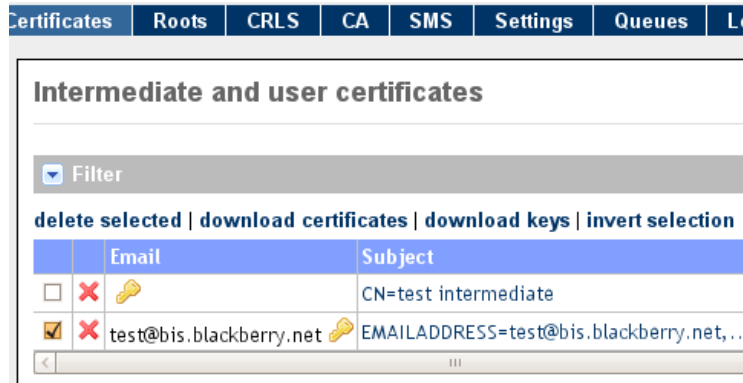 Certificates Roots CRLS CA SMS Settings Queues
Intermediate and user certificates
Filter
delete selected | download certificates | download keys | invert selection
Email Subject
CN=test intermediate
test@bis.blackberry.net EMAILADDRESS=test@bis.blackberry.net,..